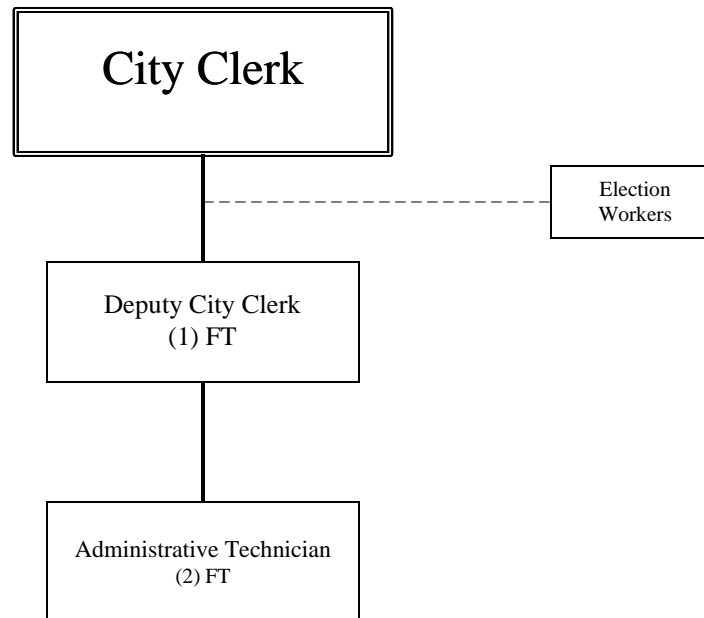 City Clerk
Election
Workers
Deputy City Clerk
(1) FT
Administrative Technician
(2) FT